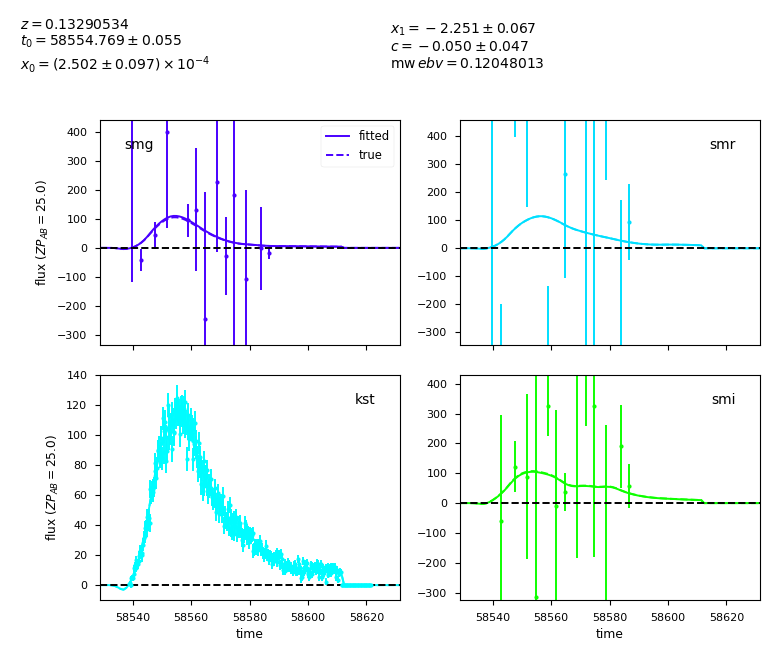 z = 0.13290534
t₀ = 58554.769 ± 0.055
x₀ = (2.502 ± 0.097) × 10⁻⁴
x₁ = −2.251 ± 0.067
c = −0.050 ± 0.047
mw ebv = 0.12048013
smg
fitted
true
flux (ZP_AB = 25.0)
400
300
200
100
0
−100
−200
−300
smr
400
300
200
100
0
−100
−200
−300
kst
flux (ZP_AB = 25.0)
140
120
100
80
60
40
20
0
58540 58560 58580 58600 58620
time
smi
400
300
200
100
0
−100
−200
−300
58540 58560 58580 58600 58620
time